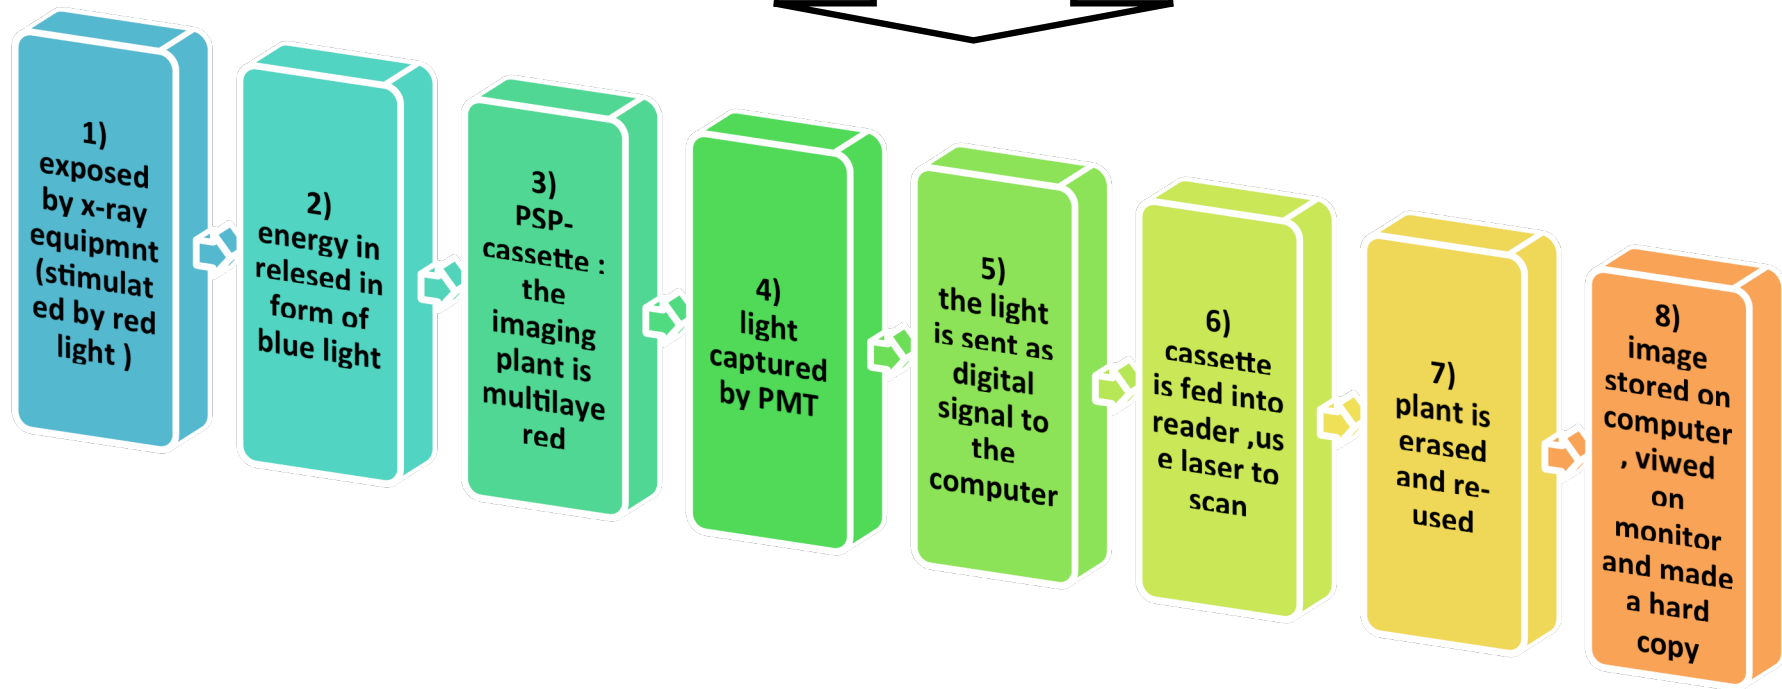 1)
exposed
by x-ray
equipmnt
(stimulat
ed by red
light )
2)
energy in
relesed in
form of
blue light
3)
PSP-
cassette :
the
imaging
plant is
multilaye
red
4)
light
captured
by PMT
5)
the light
is sent as
digital
signal to
the
computer
6)
cassette
is fed into
reader ,us
e laser to
scan
7)
plant is
erased
and re-
used
8)
image
stored on
computer
, viwed
on
monitor
and made
a hard
copy